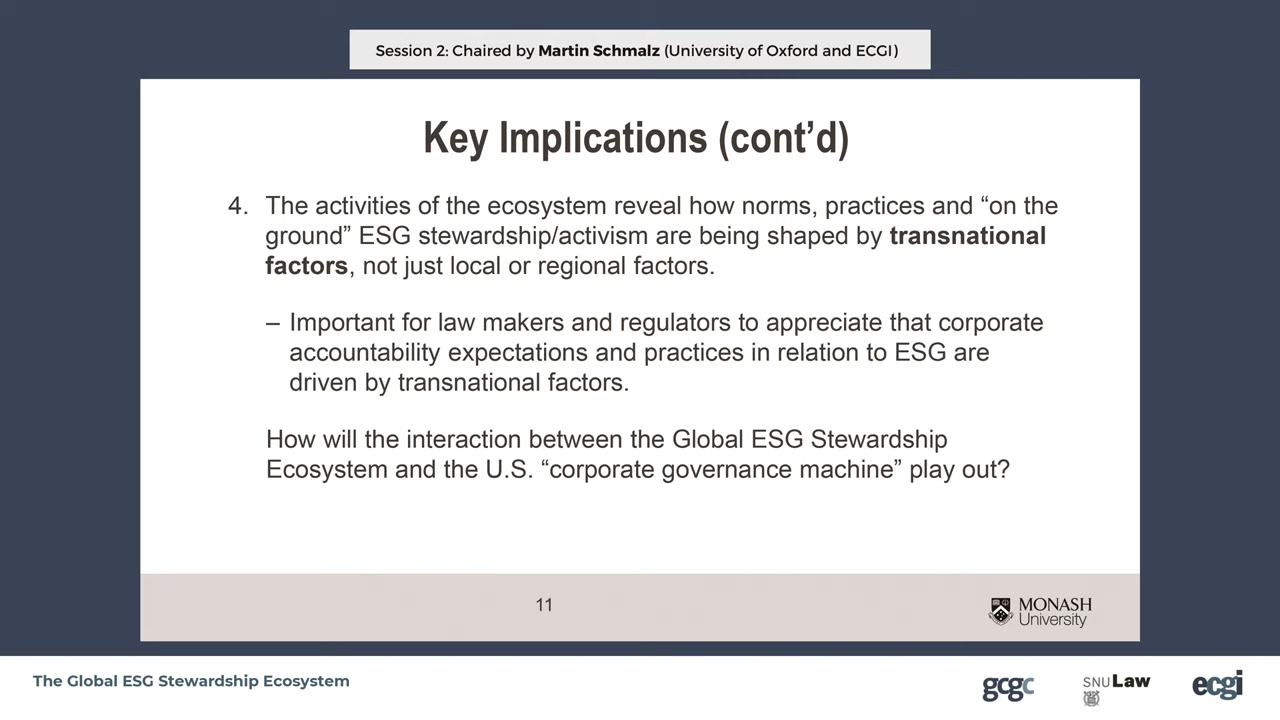 Session 2: Chaired by Martin Schmalz (University of Oxford and ECGI)
Key Implications (cont’d)
4. The activities of the ecosystem reveal how norms, practices and “on the
ground” ESG stewardship/activism are being shaped by transnational
factors, not just local or regional factors.
– Important for law makers and regulators to appreciate that corporate
accountability expectations and practices in relation to ESG are
driven by transnational factors.
How will the interaction between the Global ESG Stewardship
Ecosystem and the U.S. “corporate governance machine” play out?
11
MONASH
University
The Global ESG Stewardship Ecosystem
gcgc
SNU Law
ecgi